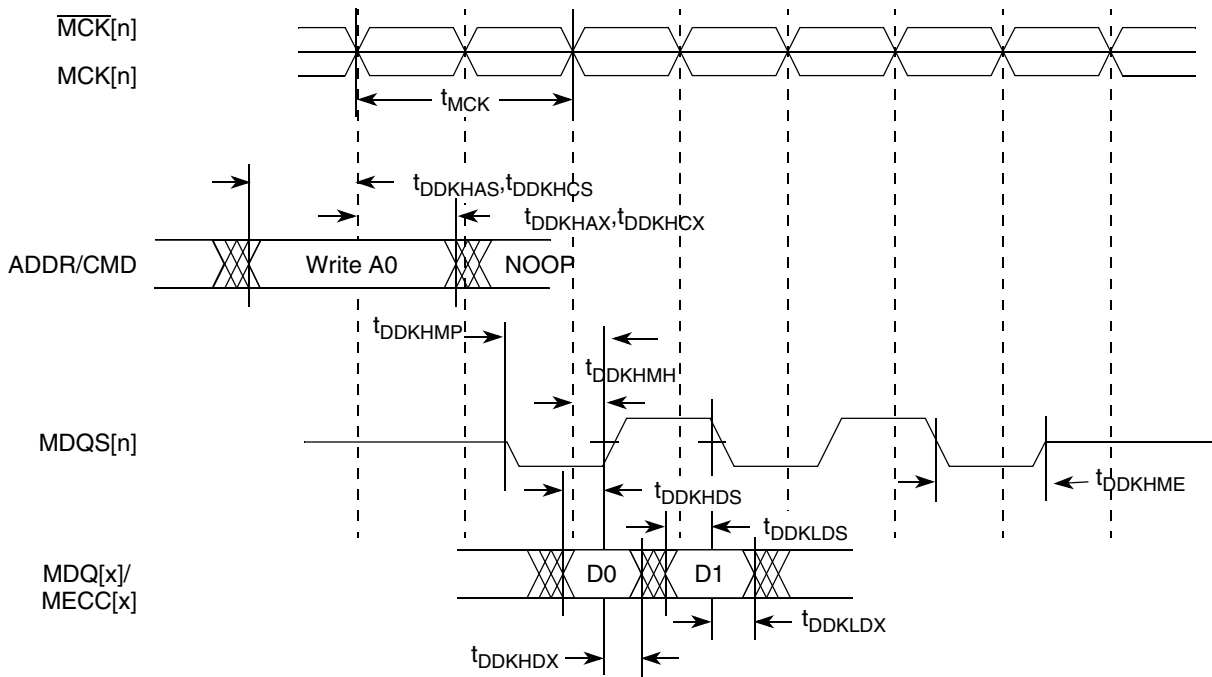 MCK[n]
MCK[n]
tMCK
tDDKHAS,tDDKHCS
tDDKHAX,tDDKHCX
ADDR/CMD
Write A0
NOOP
tDDKHMP
tDDKHMH
MDQS[n]
tDDKHDS
tDDKHME
tDDKLDS
MDQ[x]/
MECC[x]
D0
D1
tDDKLDX
tDDKHDX